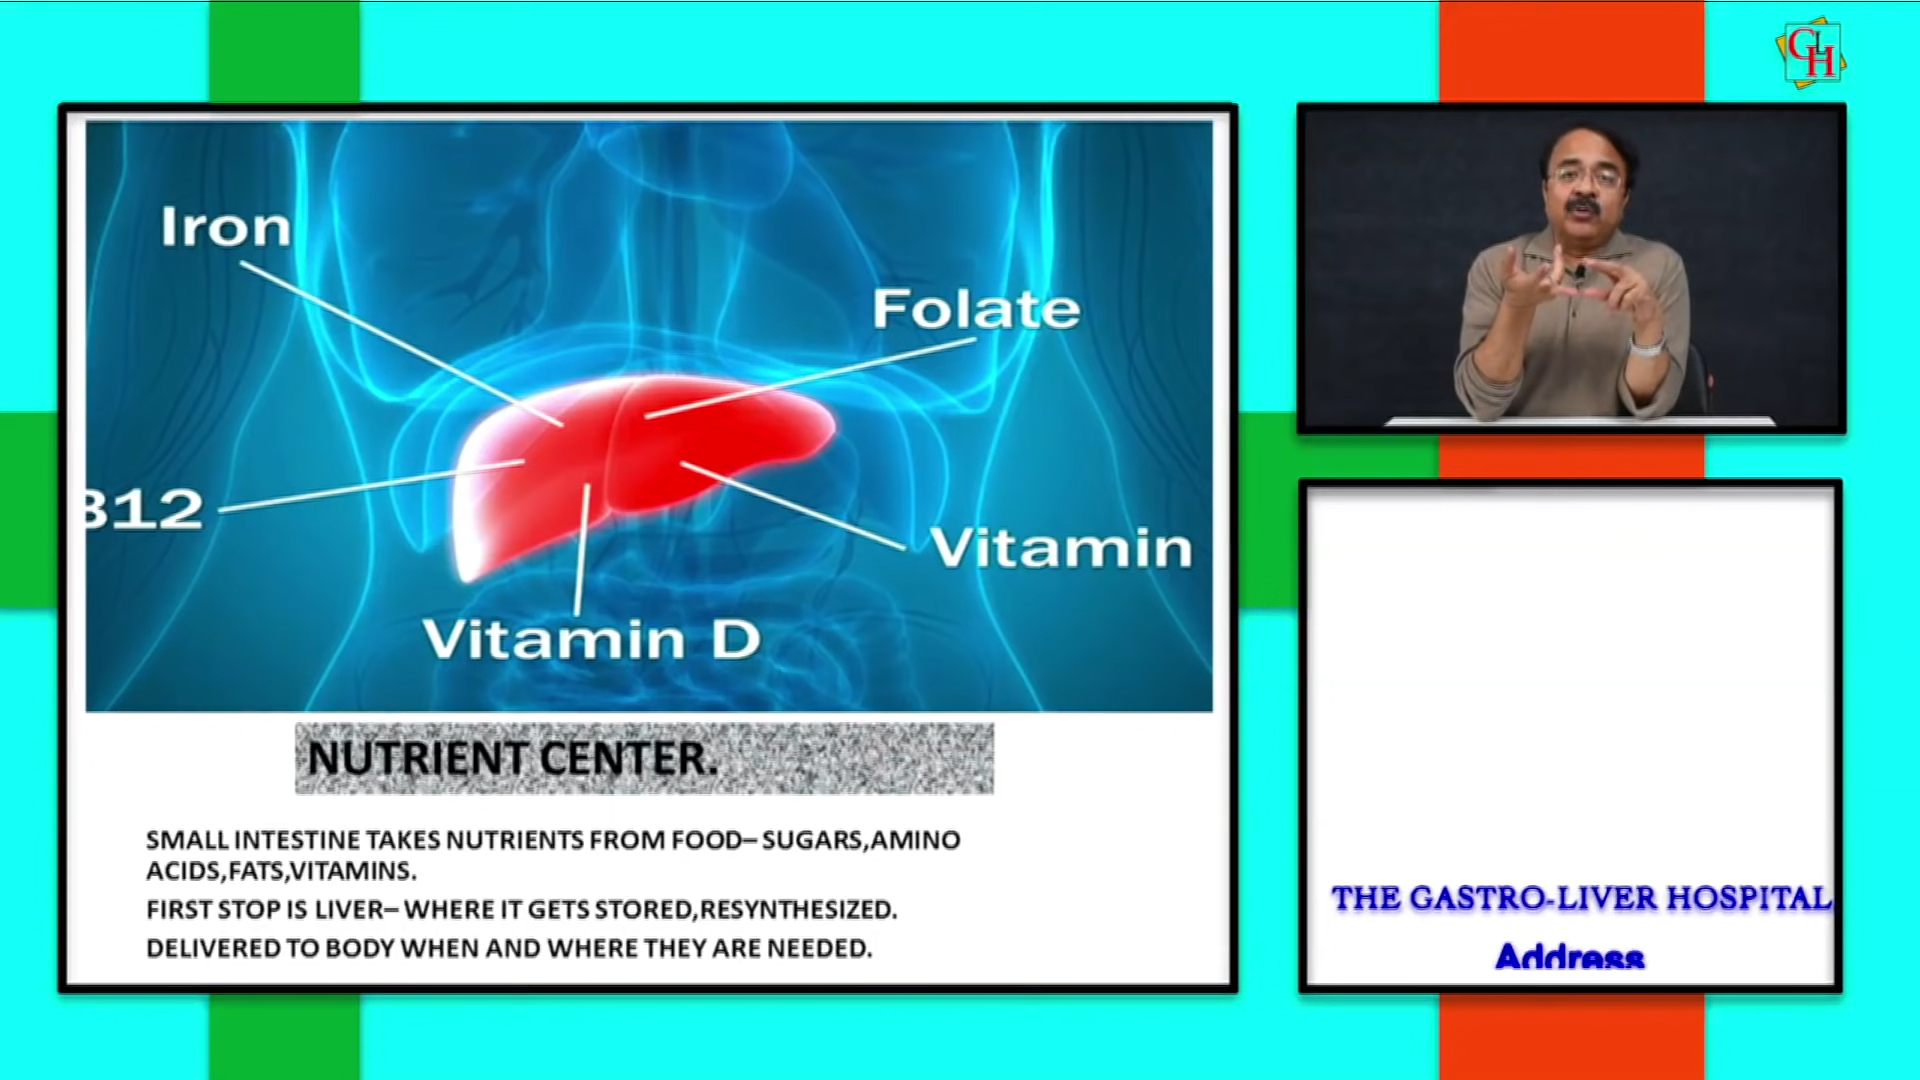 GLH
Iron
Folate
B12
Vitamin
Vitamin D
NUTRIENT CENTER.
SMALL INTESTINE TAKES NUTRIENTS FROM FOOD– SUGARS,AMINO
ACIDS,FATS,VITAMINS.
FIRST STOP IS LIVER– WHERE IT GETS STORED,RESYNTHESIZED.
DELIVERED TO BODY WHEN AND WHERE THEY ARE NEEDED.
THE GASTRO-LIVER HOSPITAL
Address